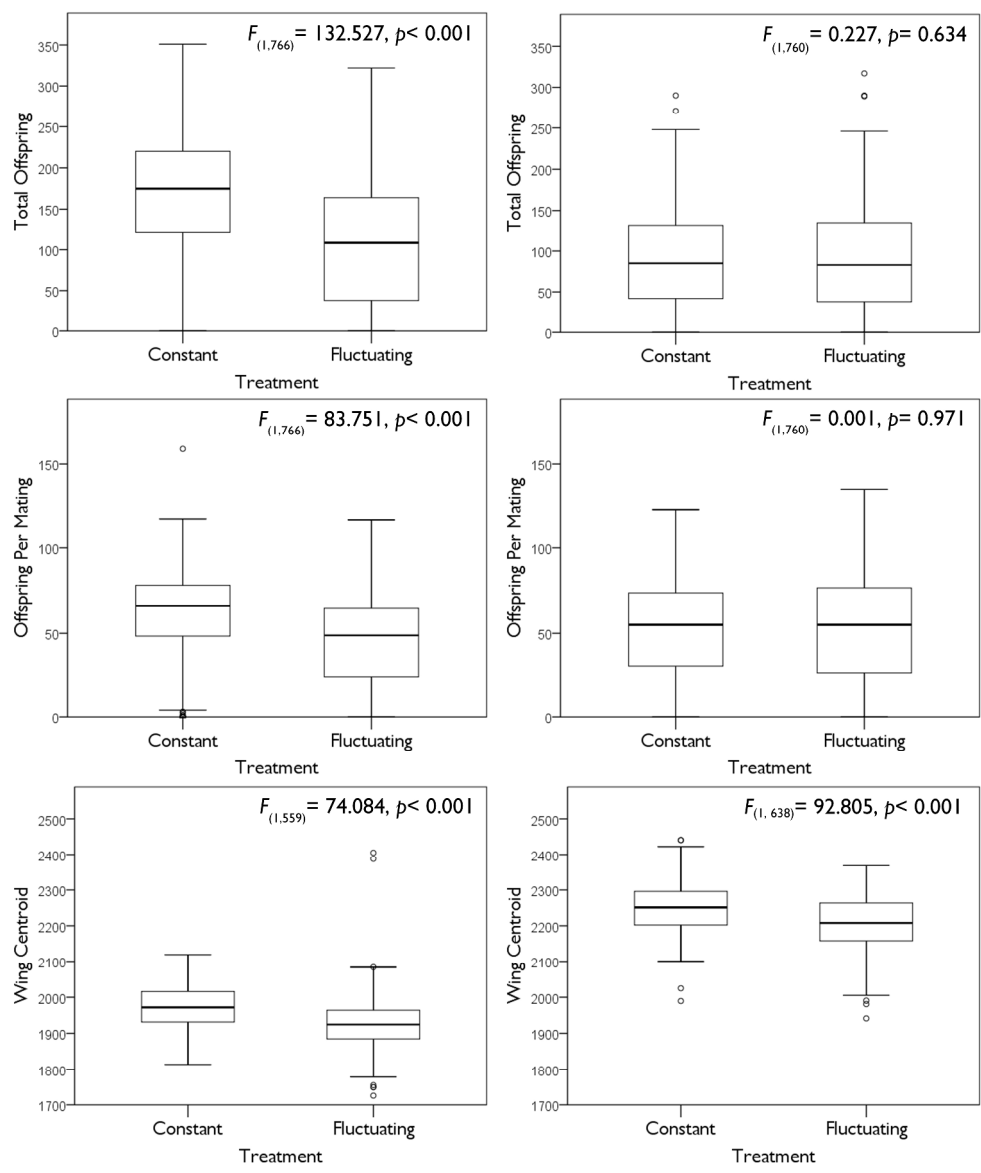 F(1,766)= 132.527, p< 0.001
350
300
250
200
150
100
50
0
Total Offspring
Constant Fluctuating
Treatment
F(1,760)= 0.227, p= 0.634
350
300
250
200
150
100
50
0
Total Offspring
Constant Fluctuating
Treatment
F(1,766)= 83.751, p< 0.001
150
100
50
0
Offspring Per Mating
Constant Fluctuating
Treatment
F(1,760)= 0.001, p= 0.971
150
100
50
0
Offspring Per Mating
Constant Fluctuating
Treatment
F(1,559)= 74.084, p< 0.001
2500
2400
2300
2200
2100
2000
1900
1800
1700
Wing Centroid
Constant Fluctuating
Treatment
F(1, 638)= 92.805, p< 0.001
2500
2400
2300
2200
2100
2000
1900
1800
1700
Wing Centroid
Constant Fluctuating
Treatment